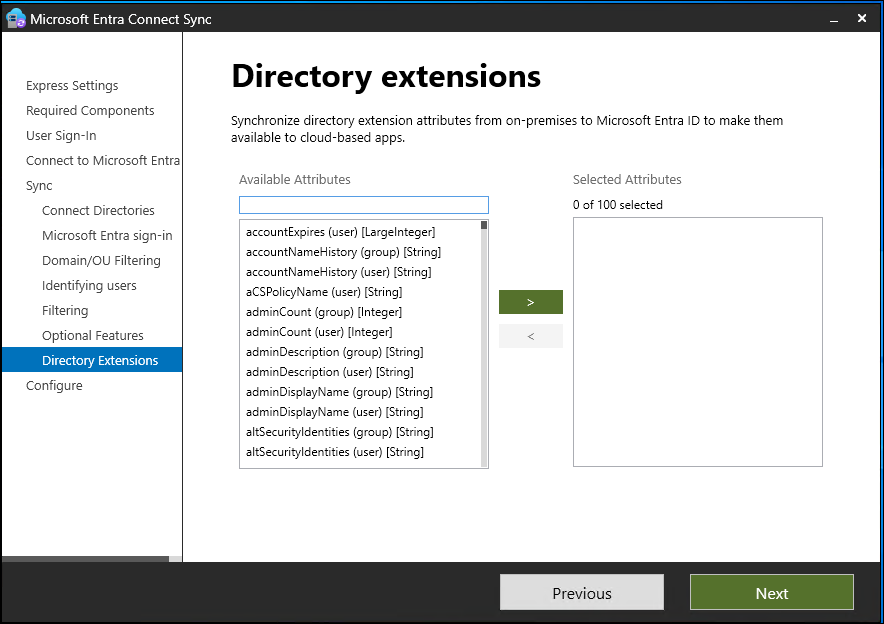 Microsoft Entra Connect Sync
Express Settings
Required Components
User Sign-In
Connect to Microsoft Entra
Sync
Connect Directories
Microsoft Entra sign-in
Domain/OU Filtering
Identifying users
Filtering
Optional Features
Directory Extensions
Configure
Directory extensions
Synchronize directory extension attributes from on-premises to Microsoft Entra ID to make them
available to cloud-based apps.
Available Attributes
accountExpires (user) [LargeInteger]
accountNameHistory (group) [String]
accountNameHistory (user) [String]
aCSPolicyName (user) [String]
adminCount (group) [Integer]
adminCount (user) [Integer]
adminDescription (group) [String]
adminDescription (user) [String]
adminDisplayName (group) [String]
adminDisplayName (user) [String]
altSecurityIdentities (group) [String]
altSecurityIdentities (user) [String]
>
<
Selected Attributes
0 of 100 selected
Previous
Next